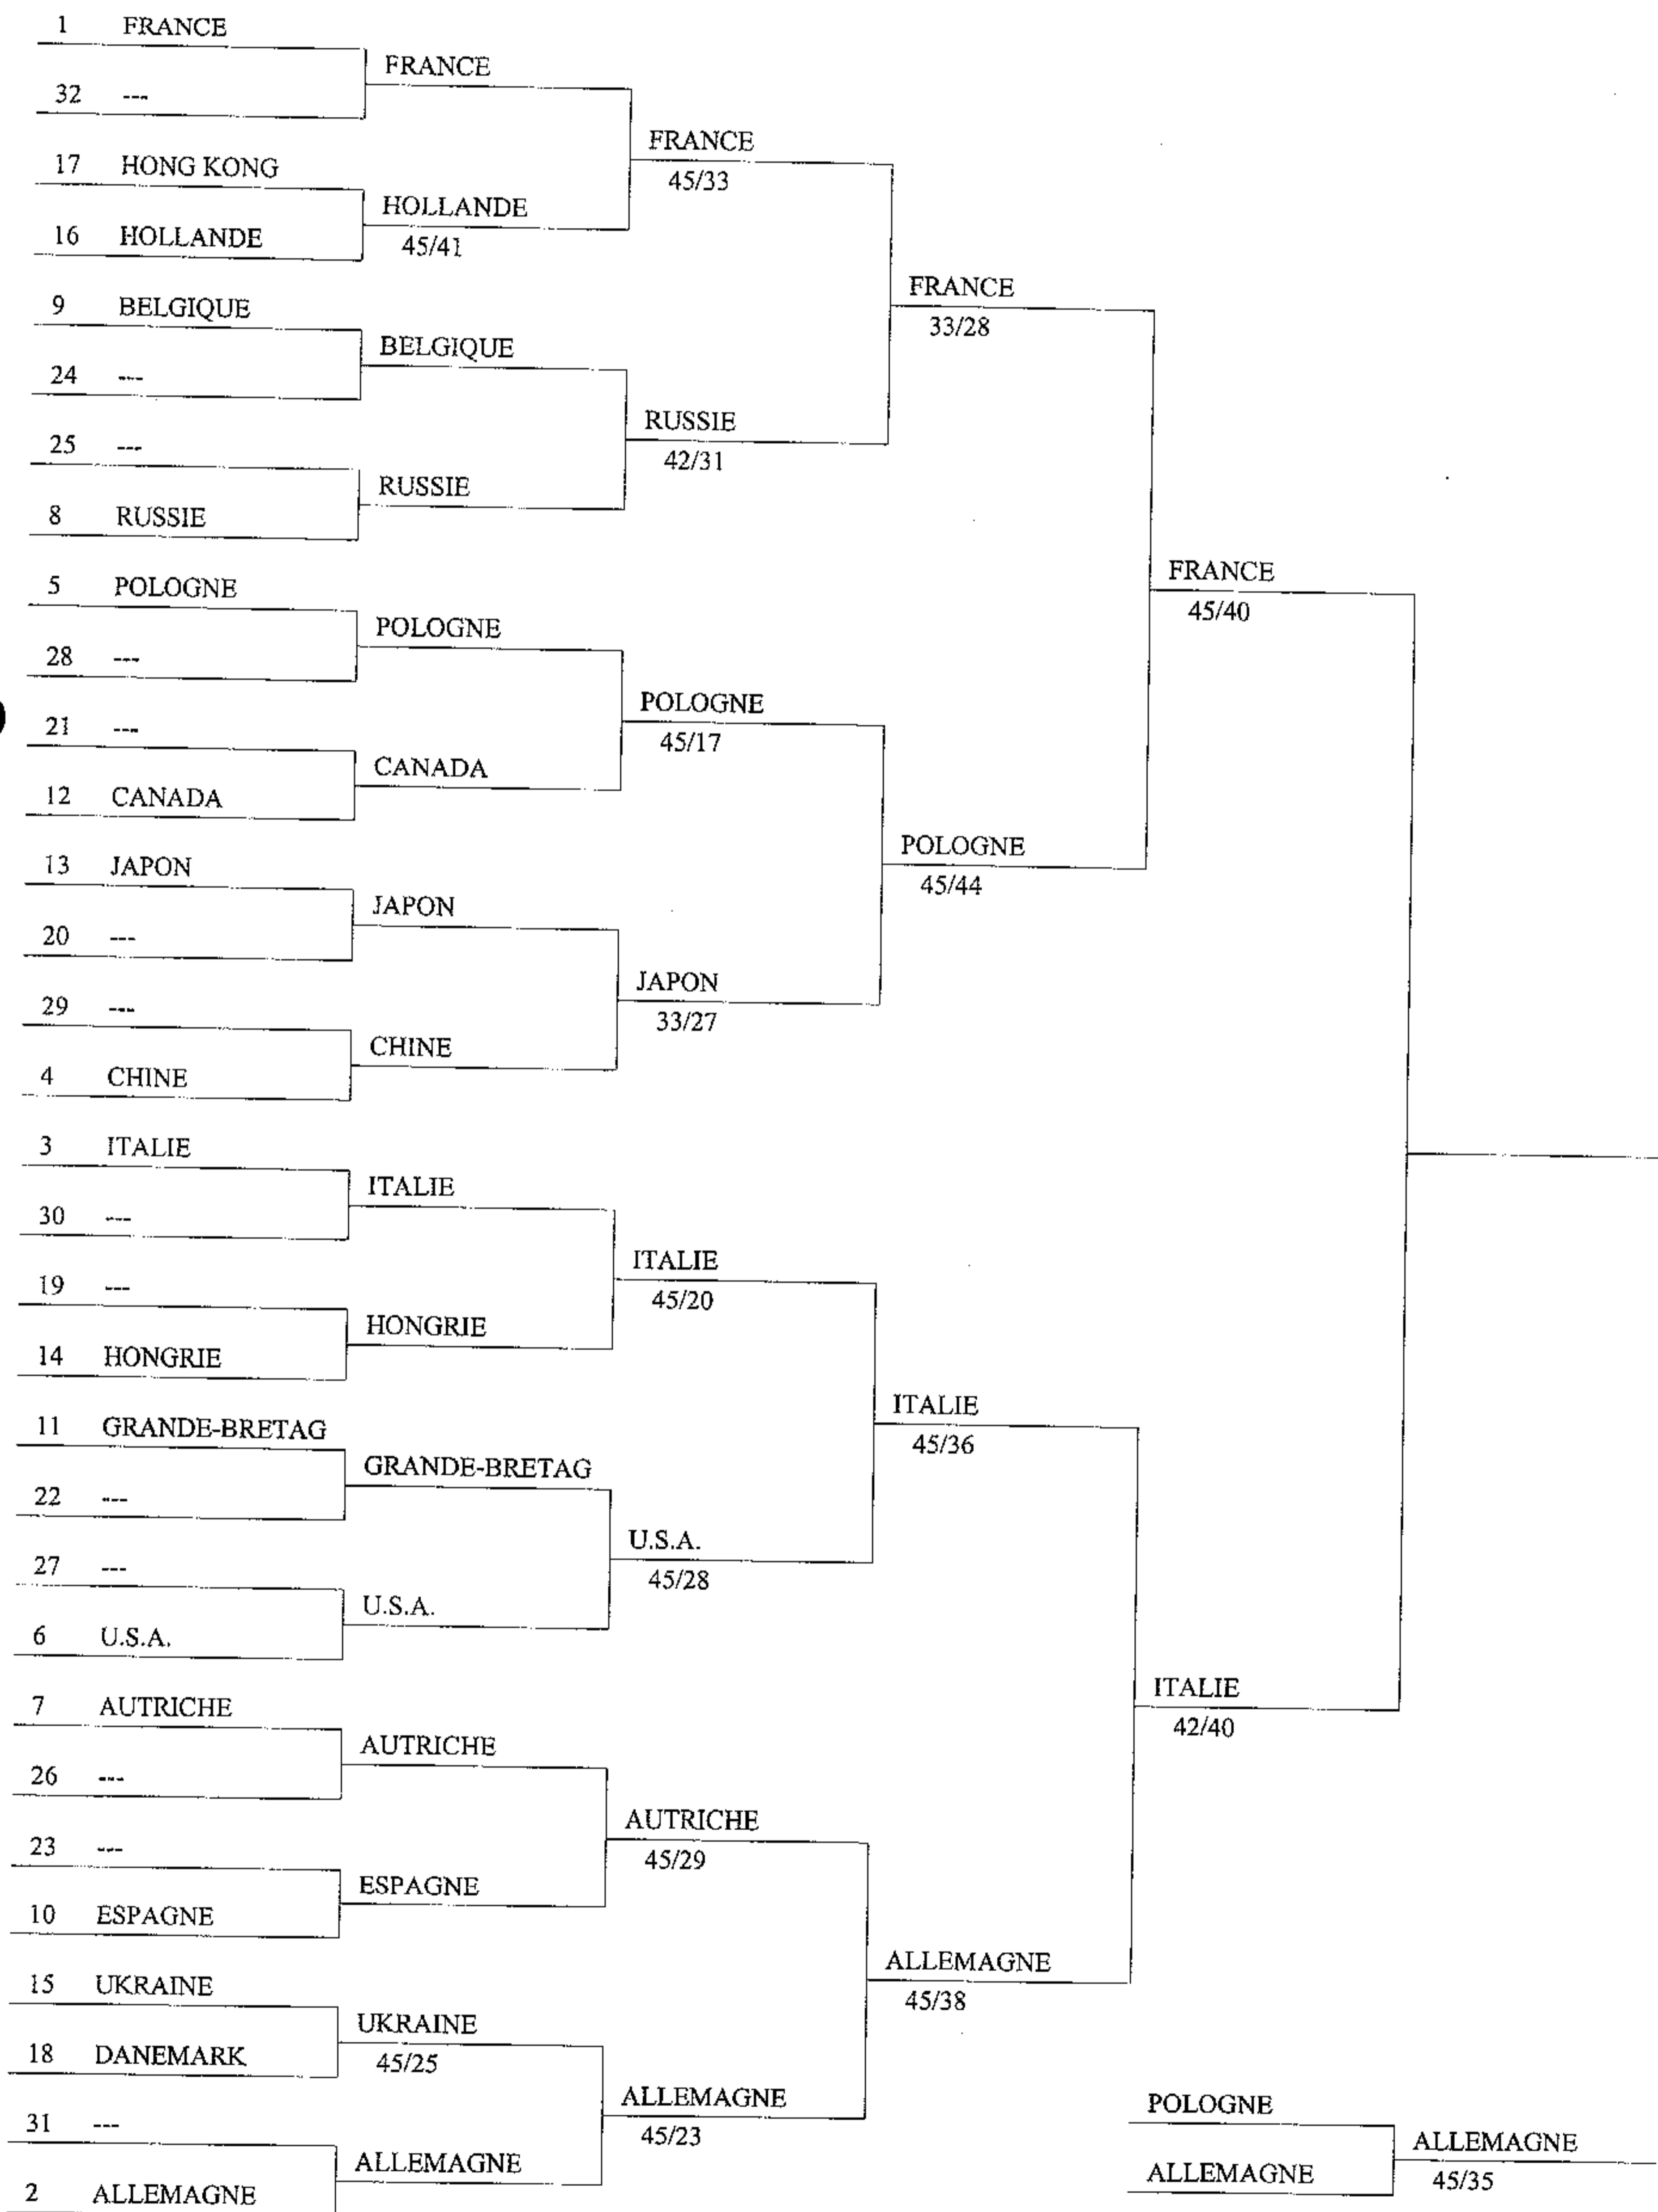 1 FRANCE
FRANCE
32 ---
FRANCE
45/33
17 HONG KONG
HOLLANDE
45/41
16 HOLLANDE
FRANCE
33/28
9 BELGIQUE
BELGIQUE
24 ---
RUSSIE
42/31
25 ---
RUSSIE
8 RUSSIE
FRANCE
45/40
5 POLOGNE
POLOGNE
28 ---
POLOGNE
45/17
21 ---
CANADA
12 CANADA
POLOGNE
45/44
13 JAPON
JAPON
20 ---
JAPON
33/27
29 ---
CHINE
4 CHINE
3 ITALIE
ITALIE
30 ---
ITALIE
45/20
19 ---
HONGRIE
14 HONGRIE
ITALIE
45/36
11 GRANDE-BRETAG
GRANDE-BRETAG
22 ---
U.S.A.
45/28
27 ---
U.S.A.
6 U.S.A.
ITALIE
42/40
7 AUTRICHE
AUTRICHE
26 ---
AUTRICHE
45/29
23 ---
ESPAGNE
10 ESPAGNE
ALLEMAGNE
45/38
15 UKRAINE
UKRAINE
45/25
18 DANEMARK
ALLEMAGNE
45/23
31 ---
ALLEMAGNE
2 ALLEMAGNE
POLOGNE
ALLEMAGNE
45/35
ALLEMAGNE